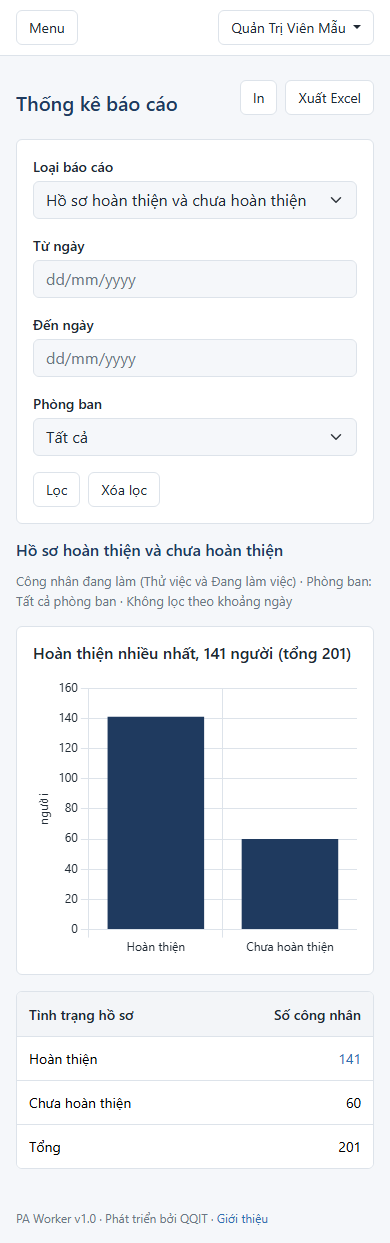 Menu
Quản Trị Viên Mẫu
Thống kê báo cáo
In
Xuất Excel
Loại báo cáo
Hồ sơ hoàn thiện và chưa hoàn thiện
Từ ngày
dd/mm/yyyy
Đến ngày
dd/mm/yyyy
Phòng ban
Tất cả
Lọc
Xóa lọc
Hồ sơ hoàn thiện và chưa hoàn thiện
Công nhân đang làm (Thử việc và Đang làm việc) · Phòng ban:
Tất cả phòng ban · Không lọc theo khoảng ngày
Hoàn thiện nhiều nhất, 141 người (tổng 201)
160
140
120
100
80
60
40
20
0
người
Hoàn thiện
Chưa hoàn thiện
Tình trạng hồ sơ
Số công nhân
Hoàn thiện
141
Chưa hoàn thiện
60
Tổng
201
PA Worker v1.0 · Phát triển bởi QQIT · Giới thiệu